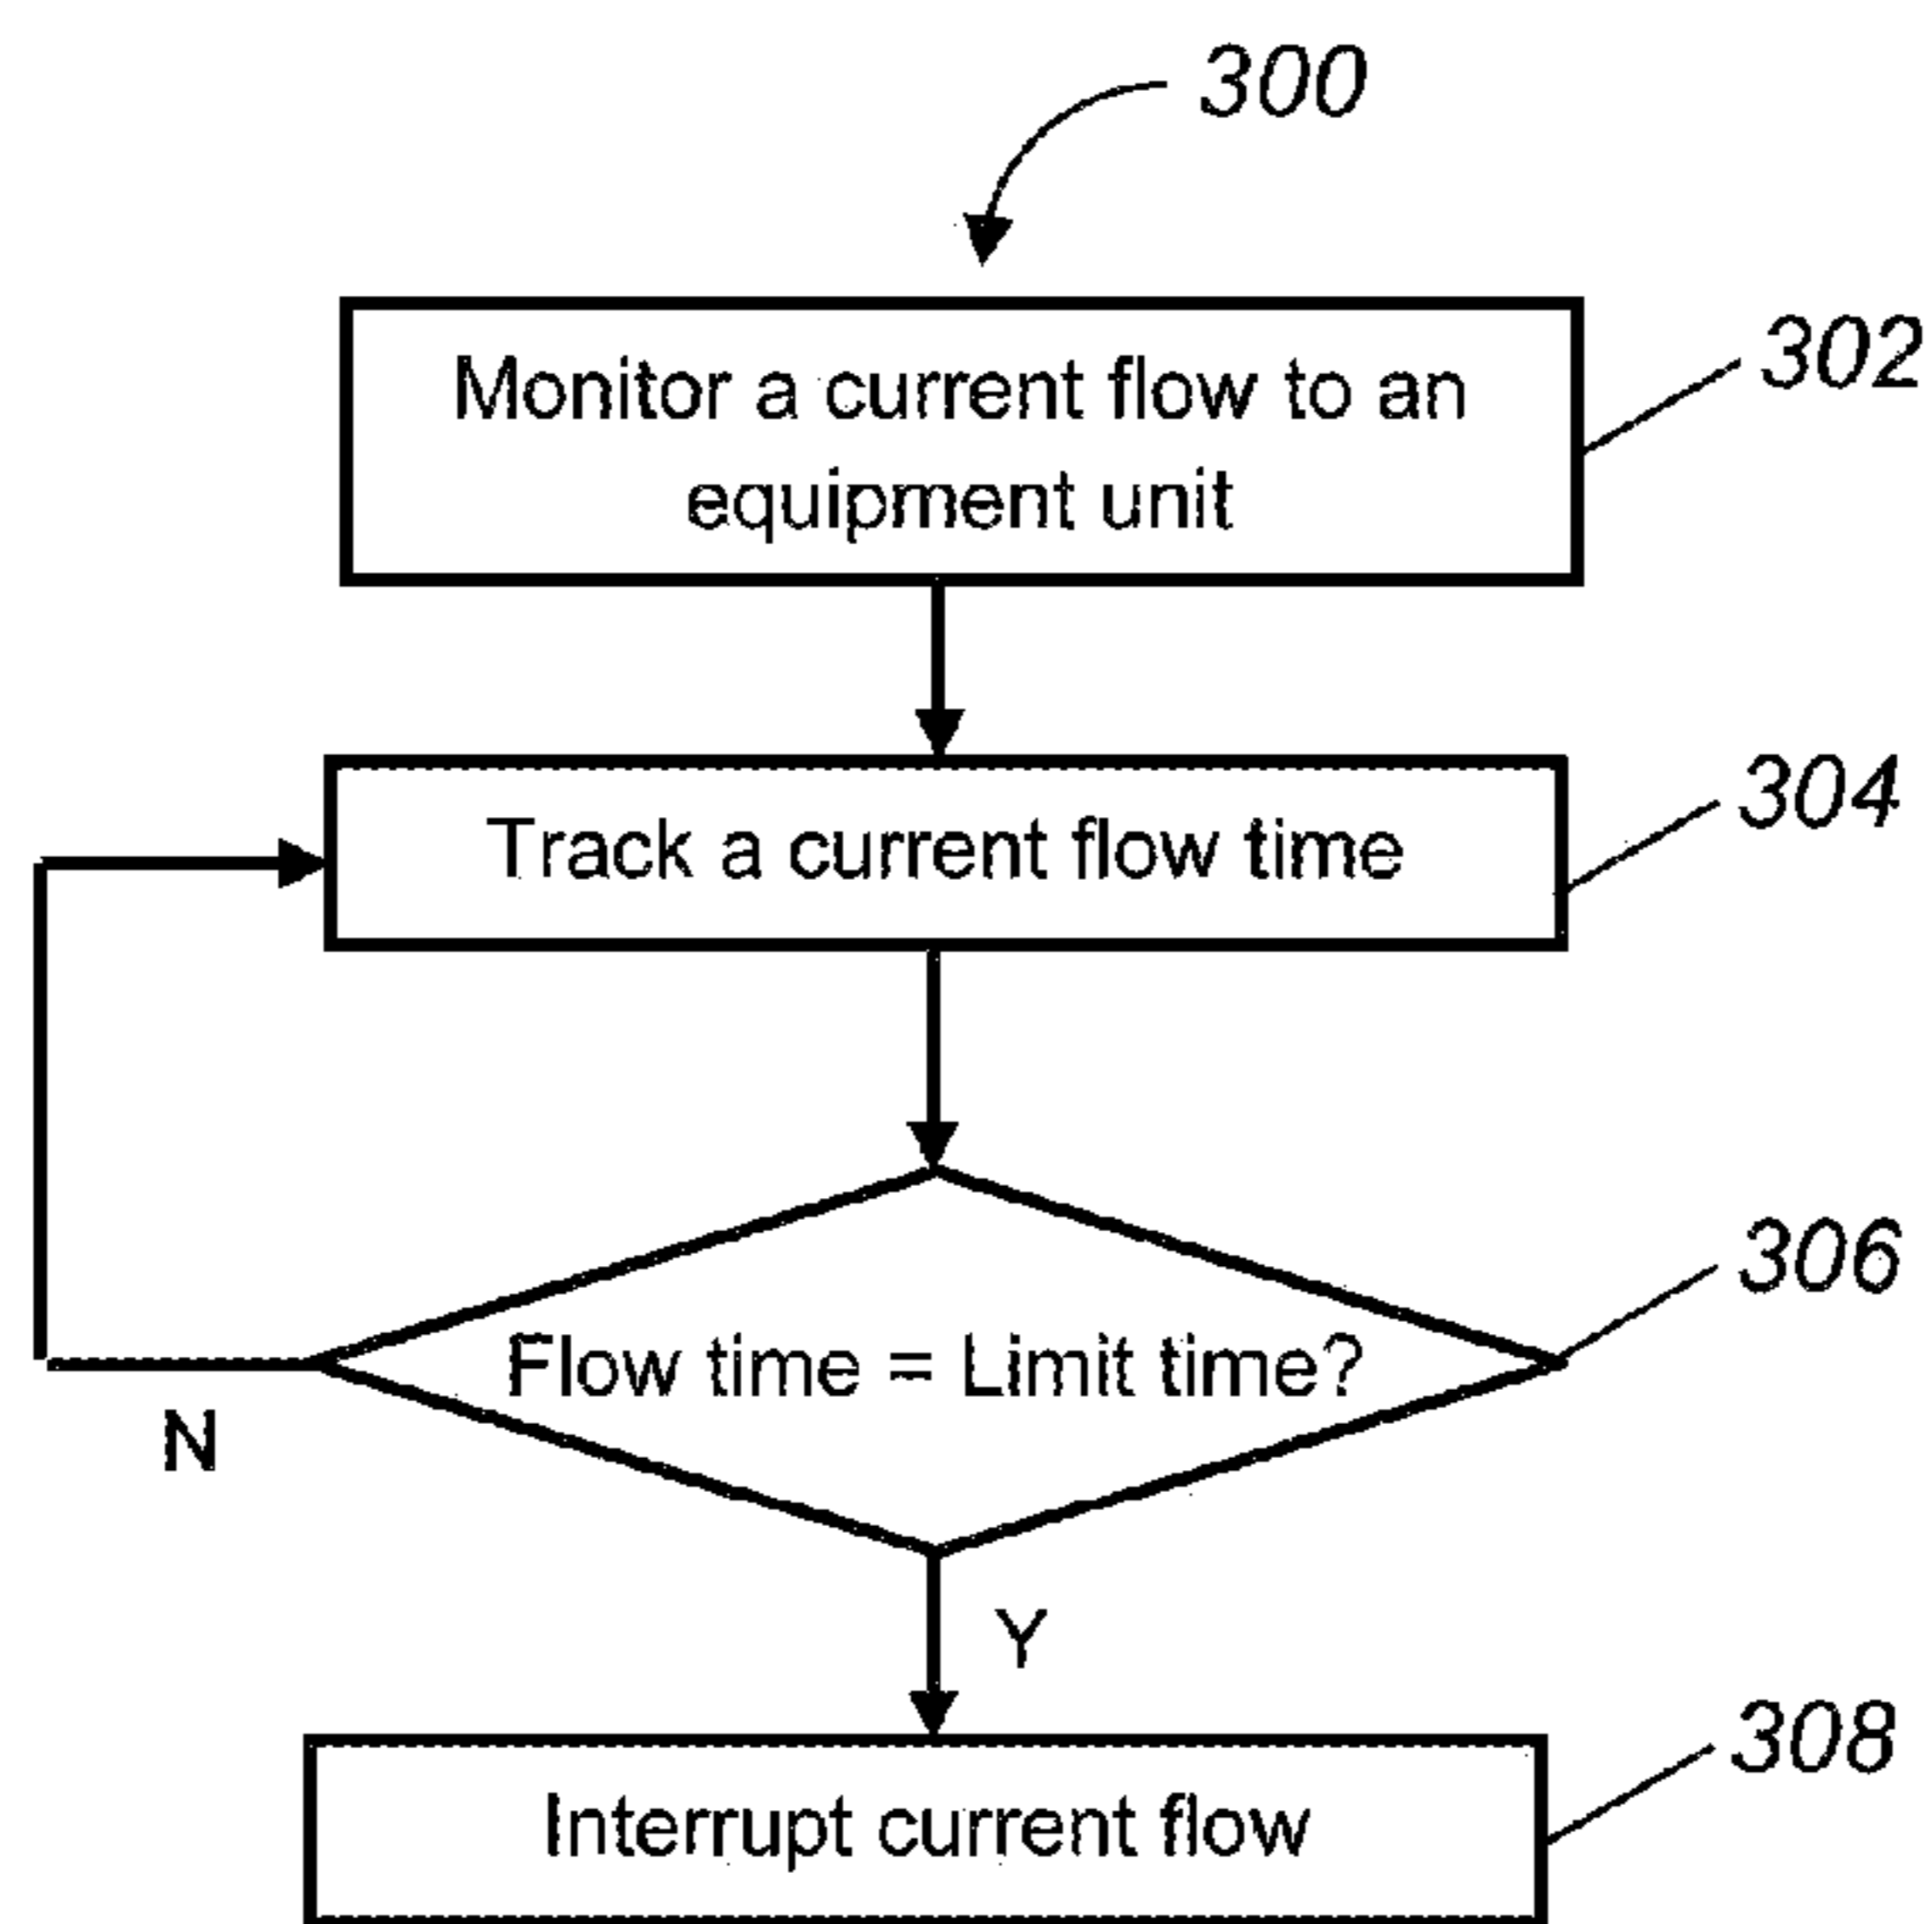 300
Monitor a current flow to an
equipment unit
302
Track a current flow time
304
Flow time = Limit time?
306
N
Y
Interrupt current flow
308